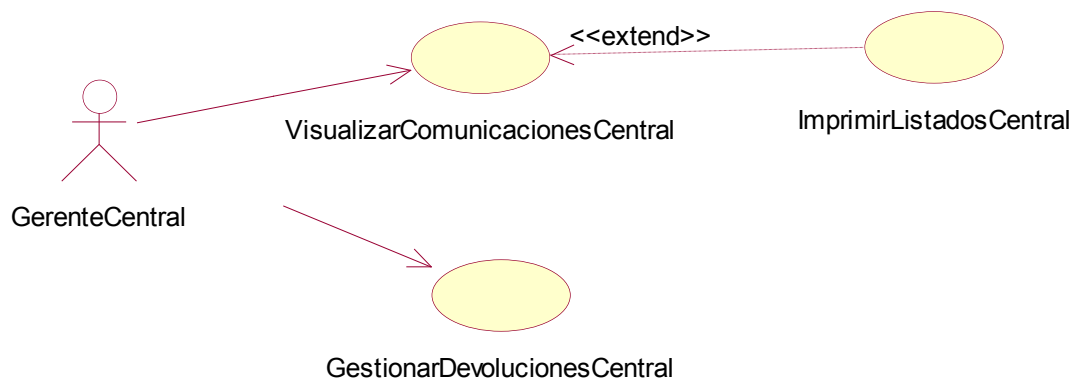 <<extend>>
VisualizarComunicacionesCentral
ImprimirListadosCentral
GerenteCentral
GestionarDevolucionesCentral